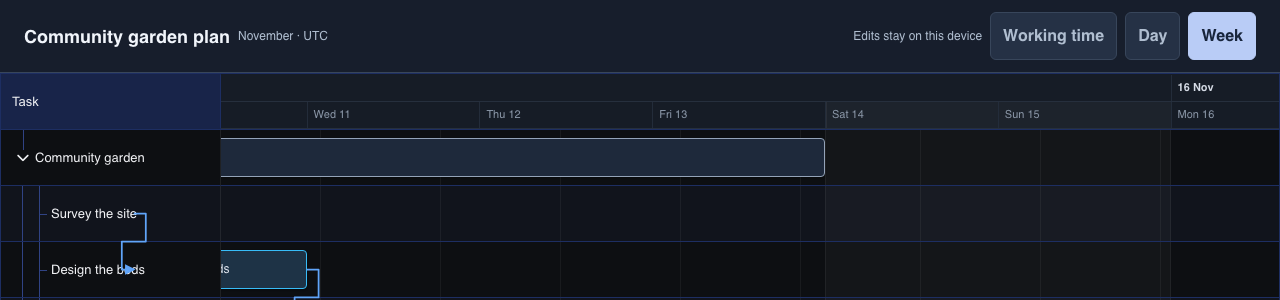 Community garden plan November · UTC
Edits stay on this device
Working time
Day
Week
Task
16 Nov
Wed 11
Thu 12
Fri 13
Sat 14
Sun 15
Mon 16
Community garden
Survey the site
Design the beds
ds